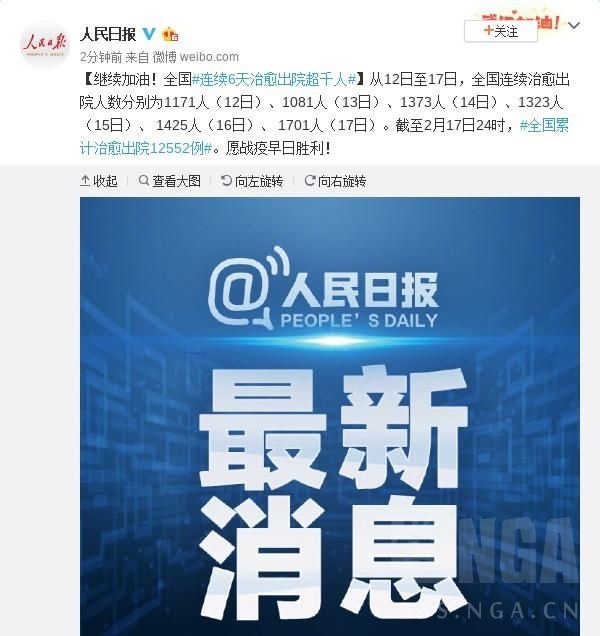 人民日报
PEOPLE'S DAILY
人民日报
+关注
2分钟前 来自 微博 weibo.com
【继续加油！全国#连续6天治愈出院超千人#】从12日至17日，全国连续治愈出
院人数分别为1171人（12日）、1081人（13日）、1373人（14日）、1323人
（15日）、 1425人（16日）、 1701人（17日）。截至2月17日24时，#全国累
计治愈出院12552例#。愿战疫早日胜利！
收起 查看大图 向左旋转 向右旋转
@人民日报
PEOPLE'S DAILY
最新
消息
NGA
S.NGA.CN